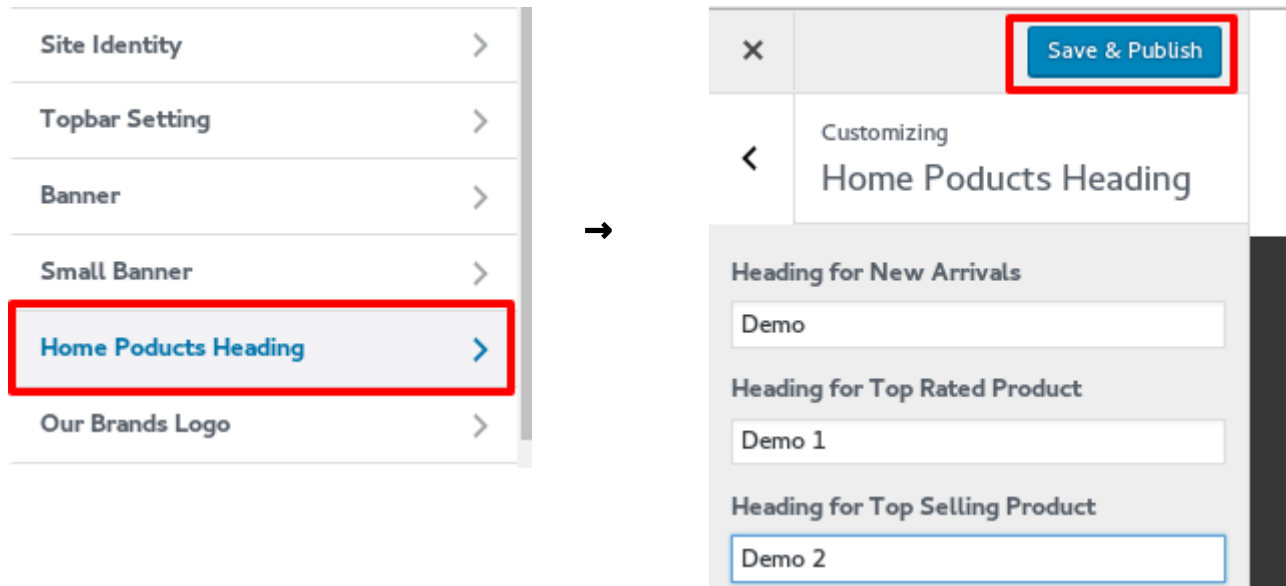 Site Identity
Topbar Setting
Banner
Small Banner
Home Poducts Heading
Our Brands Logo
Save & Publish
Customizing
Home Poducts Heading
Heading for New Arrivals
Demo
Heading for Top Rated Product
Demo 1
Heading for Top Selling Product
Demo 2